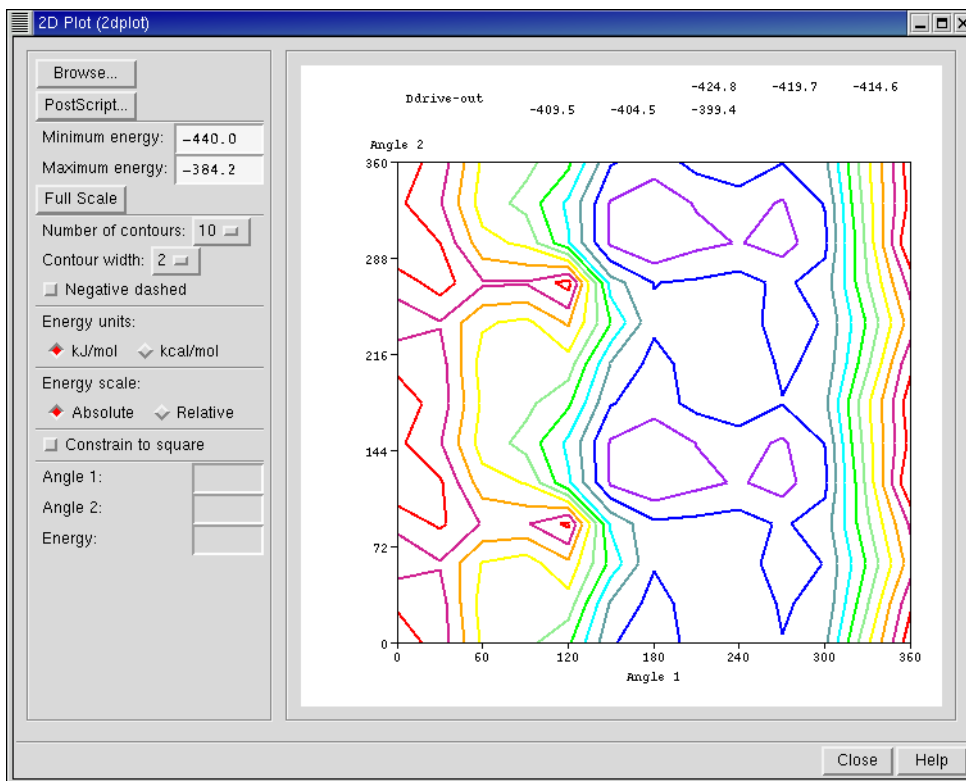 2D Plot (2dplot)
Browse...
PostScript...
Minimum energy: -440.0
Maximum energy: -384.2
Full Scale
Number of contours: 10
Contour width: 2
Negative dashed
Energy units:
kJ/mol kcal/mol
Energy scale:
Absolute Relative
Constrain to square
Angle 1:
Angle 2:
Energy:
-424.8 -419.7 -414.6
Ddrive-out
-409.5 -404.5 -399.4
Angle 2
360
288
216
144
72
0
0 60 120 180 240 300 360
Angle 1
Close Help